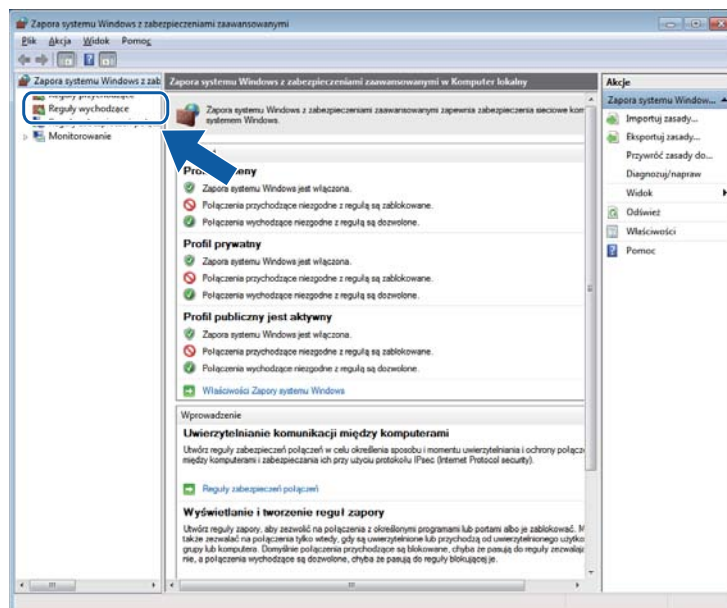 Zapora systemu Windows z zabezpieczeniami zaawansowanymi
Plik Akcja Widok Pomoc
Zapora systemu Windows z zab
Reguły przychodzące
Reguły wychodzące
Monitorowanie
Zapora systemu Windows z zabezpieczeniami zaawansowanymi w Komputer lokalny
Zapora systemu Windows z zabezpieczeniami zaawansowanymi zapewnia zabezpieczenia sieciowe kom
systemem Windows.
Zapora systemu Windows jest włączona.
Połączenia przychodzące niezgodne z regułą są zablokowane.
Połączenia wychodzące niezgodne z regułą są dozwolone.
Profil prywatny
Zapora systemu Windows jest włączona.
Połączenia przychodzące niezgodne z regułą są zablokowane.
Połączenia wychodzące niezgodne z regułą są dozwolone.
Profil publiczny jest aktywny
Zapora systemu Windows jest włączona.
Połączenia przychodzące niezgodne z regułą są zablokowane.
Połączenia wychodzące niezgodne z regułą są dozwolone.
Właściwości Zapory systemu Windows
Wprowadzenie
Uwierzytelnianie komunikacji między komputerami
Utwórz reguły zabezpieczeń połączeń w celu określenia sposobu i momentu uwierzytelniania i ochrony połącze
między komputerami i zabezpieczania ich przy użyciu protokołu IPsec (Internet Protocol security).
Reguły zabezpieczeń połączeń
Wyświetlanie i tworzenie reguł zapory
Utwórz reguły zapory, aby zezwolić na połączenia z określonymi programami lub portami albo je zablokować. M
także zezwalać na połączenia tylko wtedy, gdy są uwierzytelnione lub przychodzą od uwierzytelnionego użytko
grupy lub komputera. Domyślnie połączenia przychodzące są blokowane, chyba że pasują do reguły zezwalają
nie, a połączenia wychodzące są dozwolone, chyba że pasują do reguły blokującej je.
Akcje
Zapora systemu Window...
Importuj zasady...
Eksportuj zasady...
Przywróć zasady do...
Diagnozuj/napraw
Widok
Odśwież
Właściwości
Pomoc